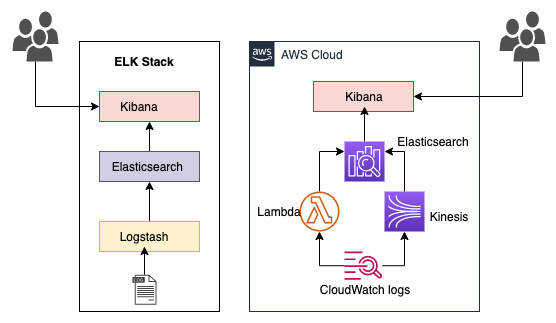 ELK Stack
Kibana
Elasticsearch
Logstash
aws
AWS Cloud
Kibana
Elasticsearch
Lambda
Kinesis
CloudWatch logs